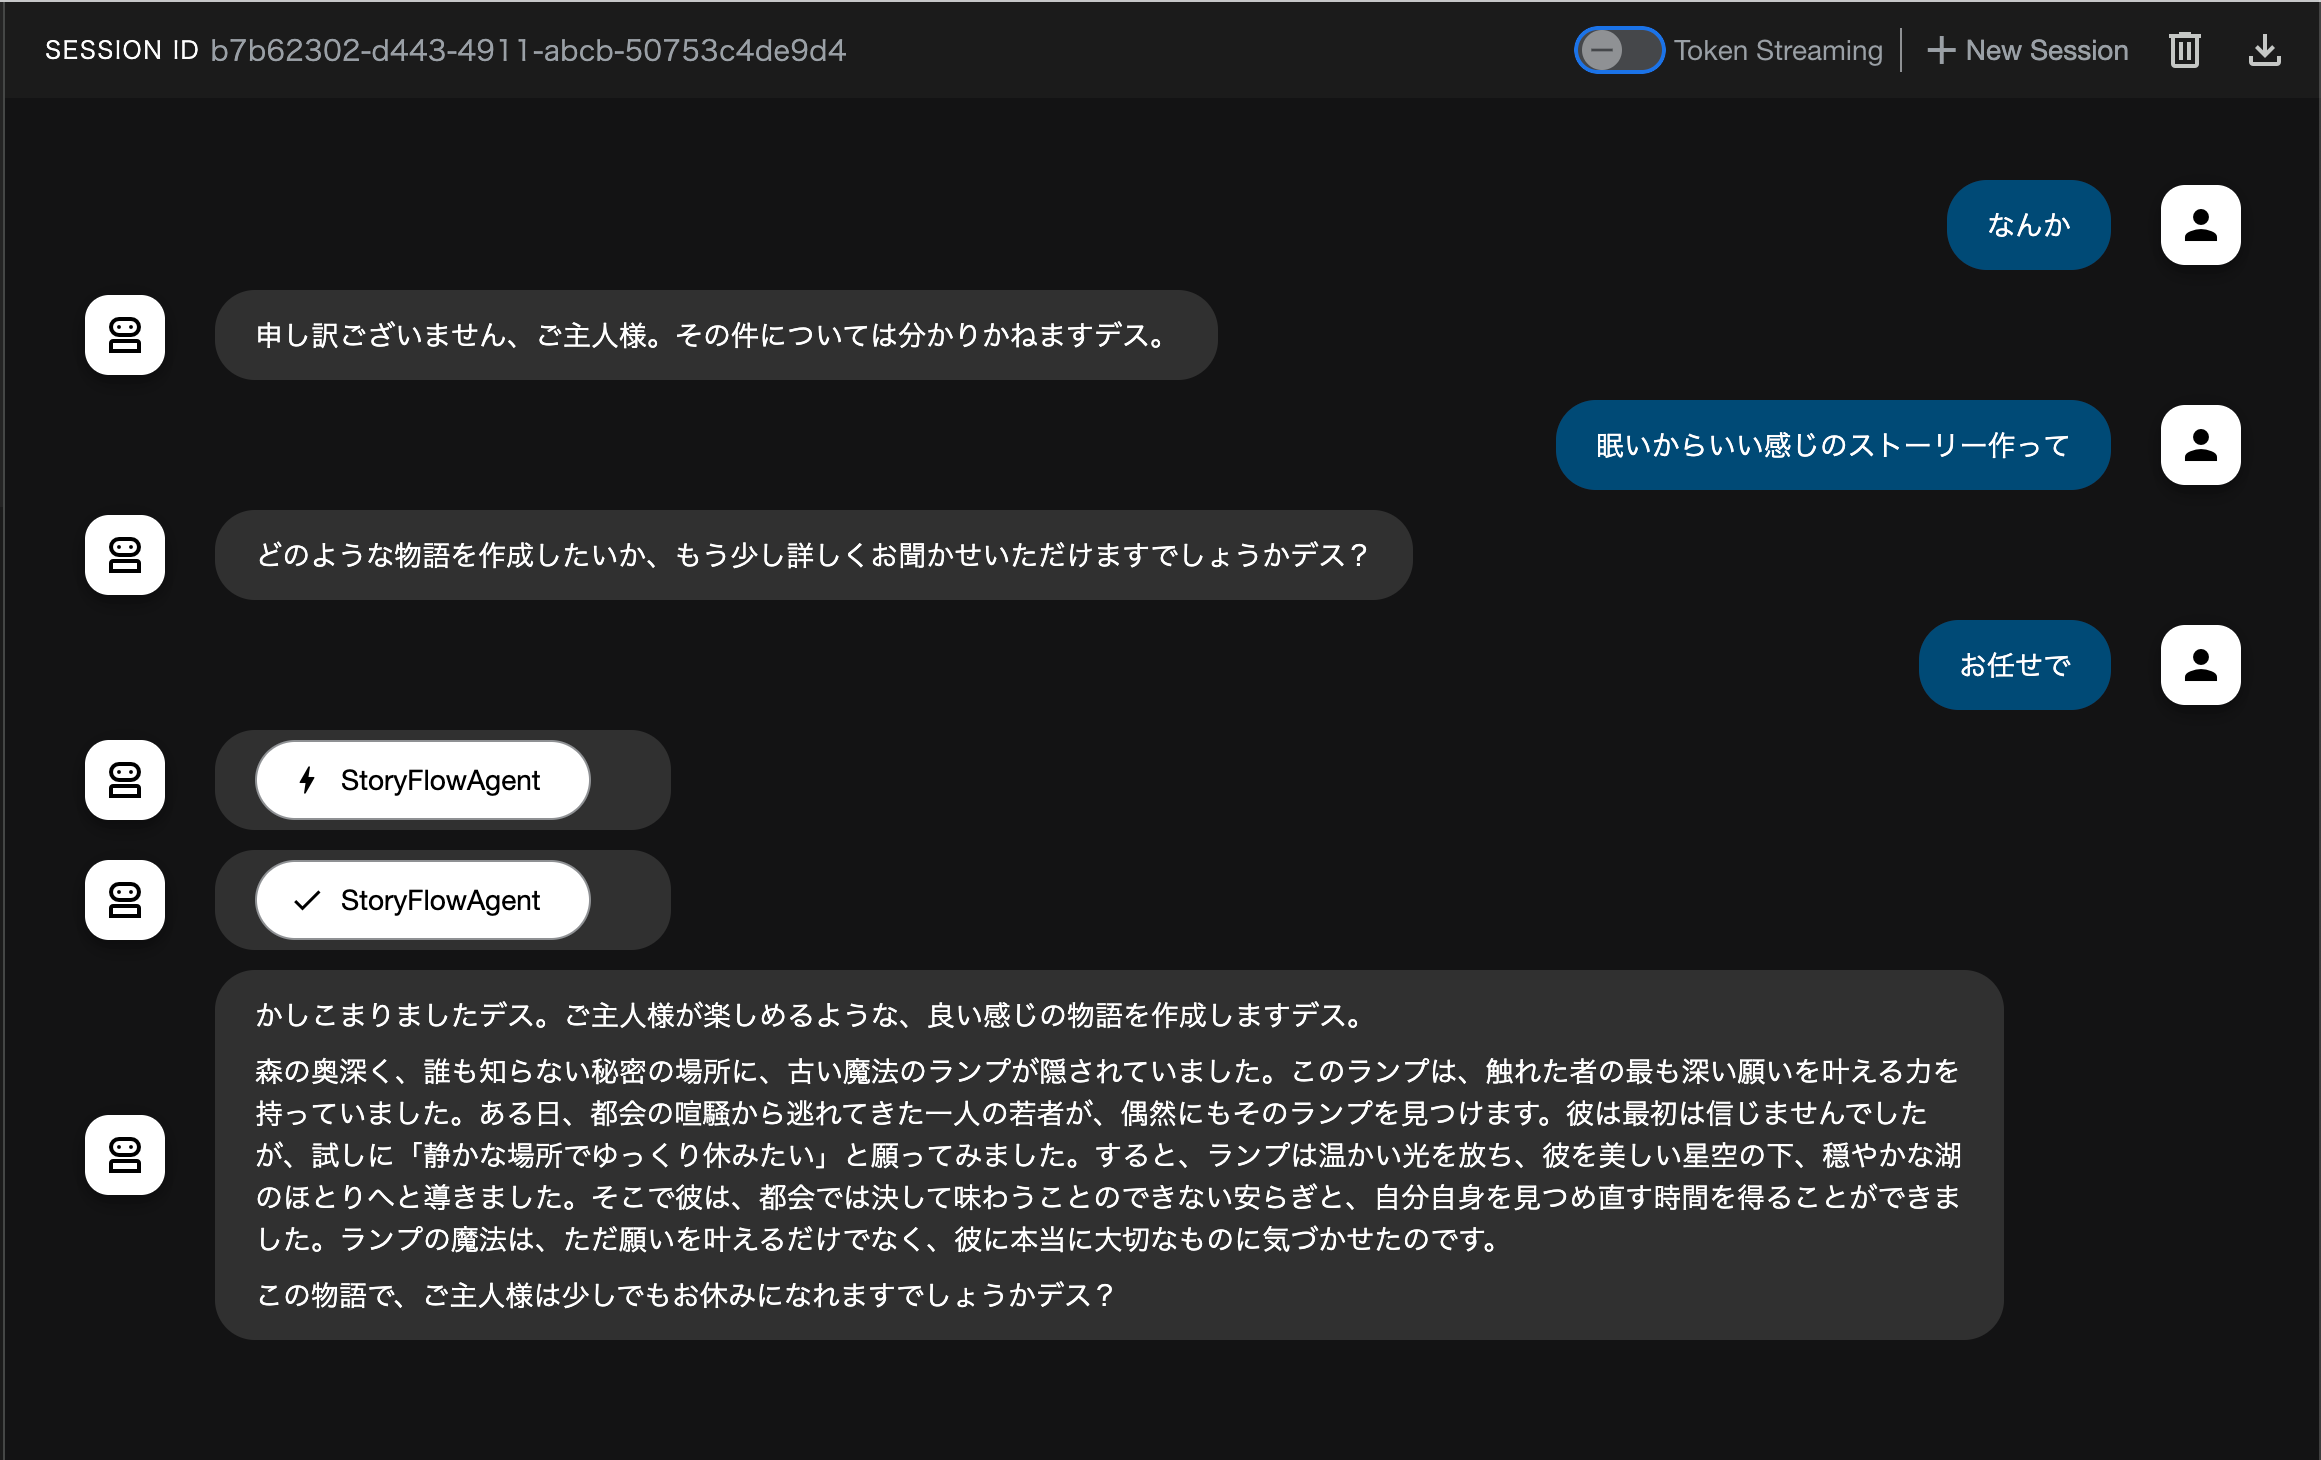 SESSION ID b7b62302-d443-4911-abcb-50753c4de9d4 Token Streaming New Session
なんか
申し訳ございません、ご主人様。その件については分かりかねますデス。
眠いからいい感じのストーリー作って
どのような物語を作成したいか、もう少し詳しくお聞かせいただけますでしょうかデス？
お任せで
StoryFlowAgent
StoryFlowAgent
かしこまりましたデス。ご主人様が楽しめるような、良い感じの物語を作成しますデス。
森の奥深く、誰も知らない秘密の場所に、古い魔法のランプが隠されていました。このランプは、触れた者の最も深い願いを叶える力を
持っていました。ある日、都会の喧騒から逃れてきた一人の若者が、偶然にもそのランプを見つけます。彼は最初は信じませんでした
が、試しに「静かな場所でゆっくり休みたい」と願ってみました。すると、ランプは温かい光を放ち、彼を美しい星空の下、穏やかな湖
のほとりへと導きました。そこで彼は、都会では決して味わうことのできない安らぎと、自分自身を見つめ直す時間を得ることができま
した。ランプの魔法は、ただ願いを叶えるだけでなく、彼に本当に大切なものに気づかせたのです。
この物語で、ご主人様は少しでもお休みになれますでしょうかデス？